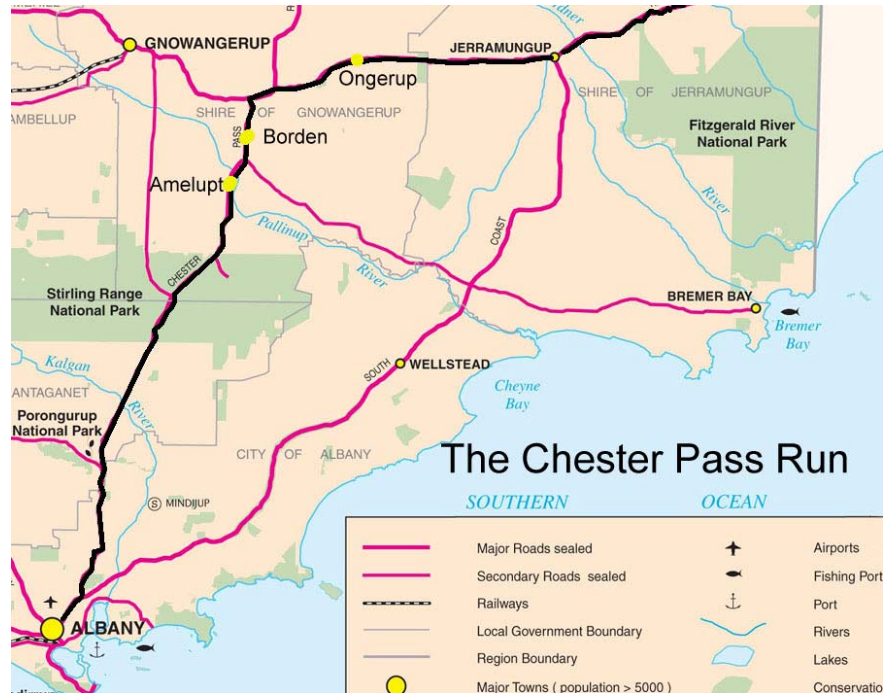 GNOWANGERUP
JERRAMUNGUP
Ongerup
SHIRE OF GNOWANGERUP
SHIRE OF JERRAMUNGUP
AMBELLUP
PASS
Borden
Fitzgerald River
National Park
Amelupt
River
Pallinup
River
COAST
CHESTER
Stirling Range
National Park
BREMER BAY
Bremer
Bay
Kalgan
River
SOUTH
WELLSTEAD
Cheyne
Bay
ANTAGANET
Porongurup
National Park
CITY OF ALBANY
The Chester Pass Run
S MINDIJUP
SOUTHERN OCEAN
Major Roads sealed
Airports
Secondary Roads sealed
Fishing Port
Railways
Port
ALBANY
Local Government Boundary
Rivers
Region Boundary
Lakes
Major Towns ( population > 5000 )